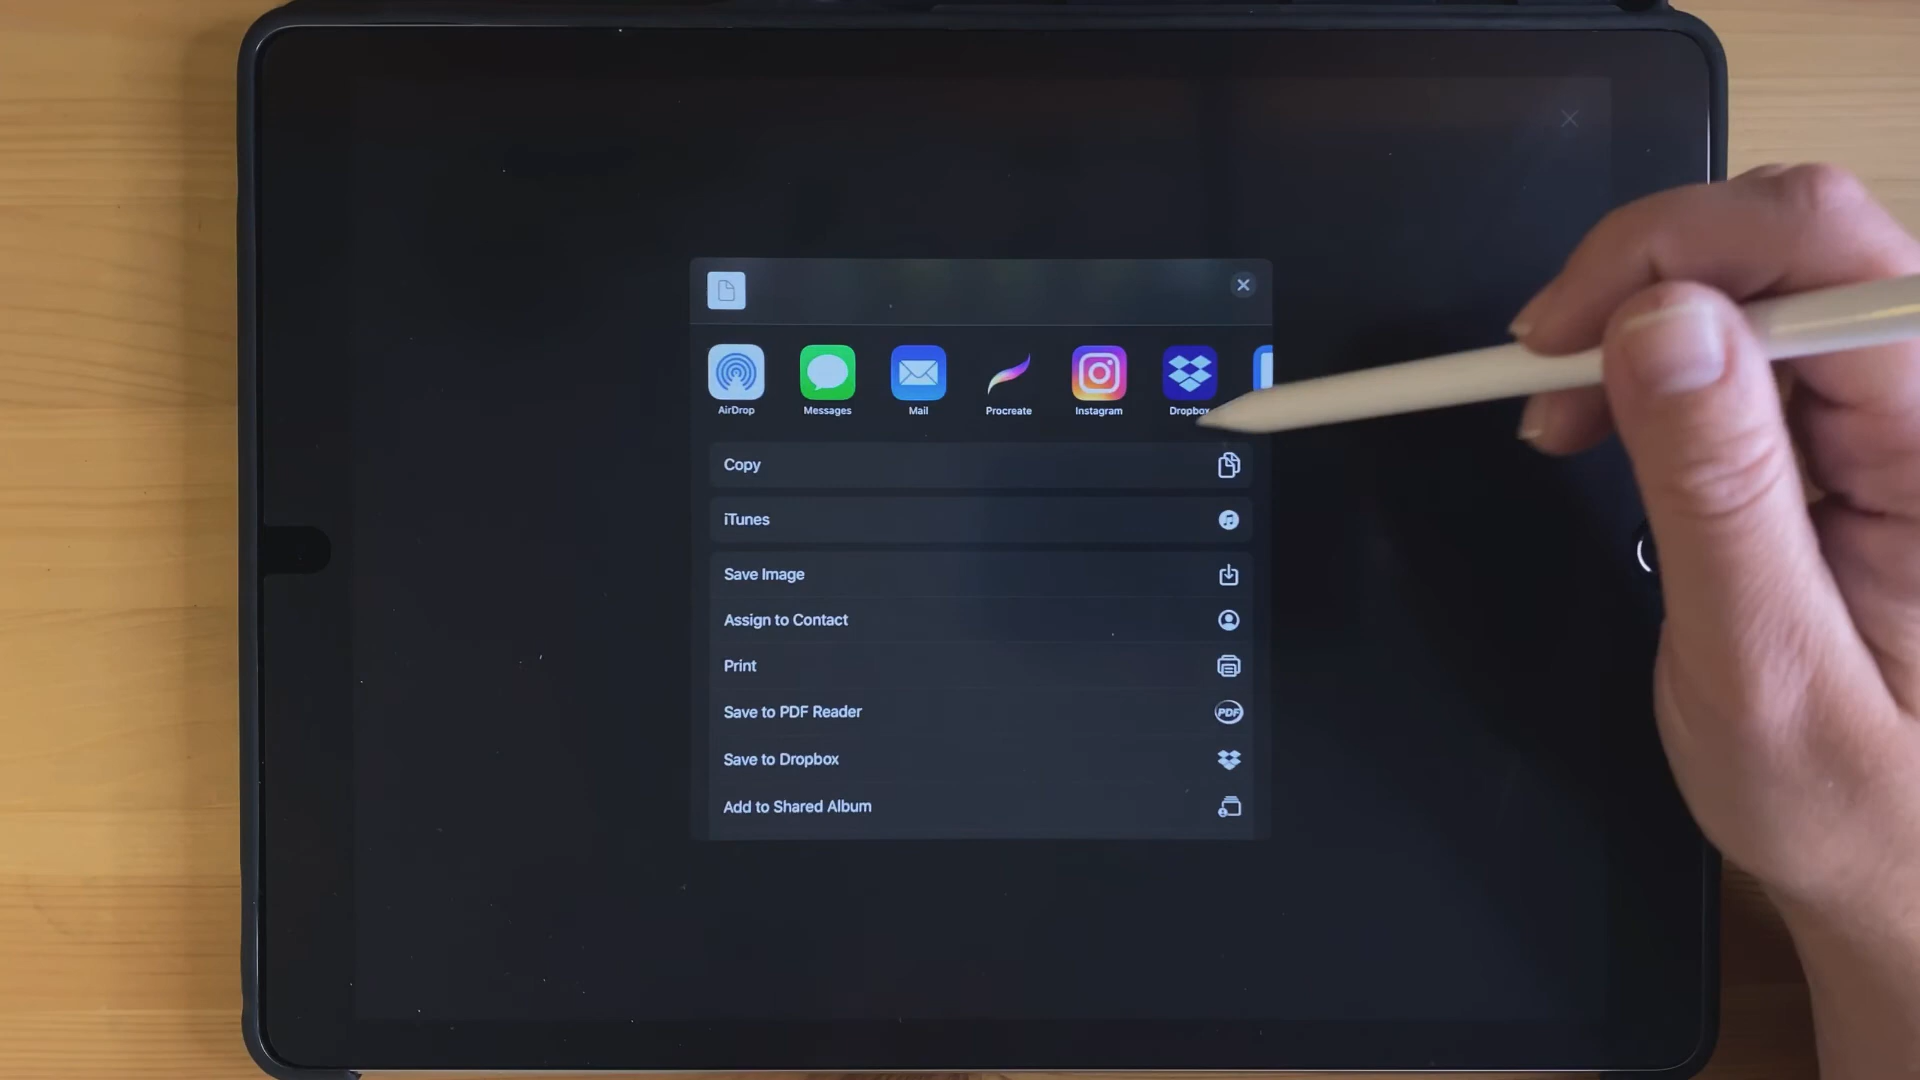 AirDrop
Messages
Mail
Procreate
Instagram
Dropbox
Copy
iTunes
Save Image
Assign to Contact
Print
Save to PDF Reader
PDF
Save to Dropbox
Add to Shared Album